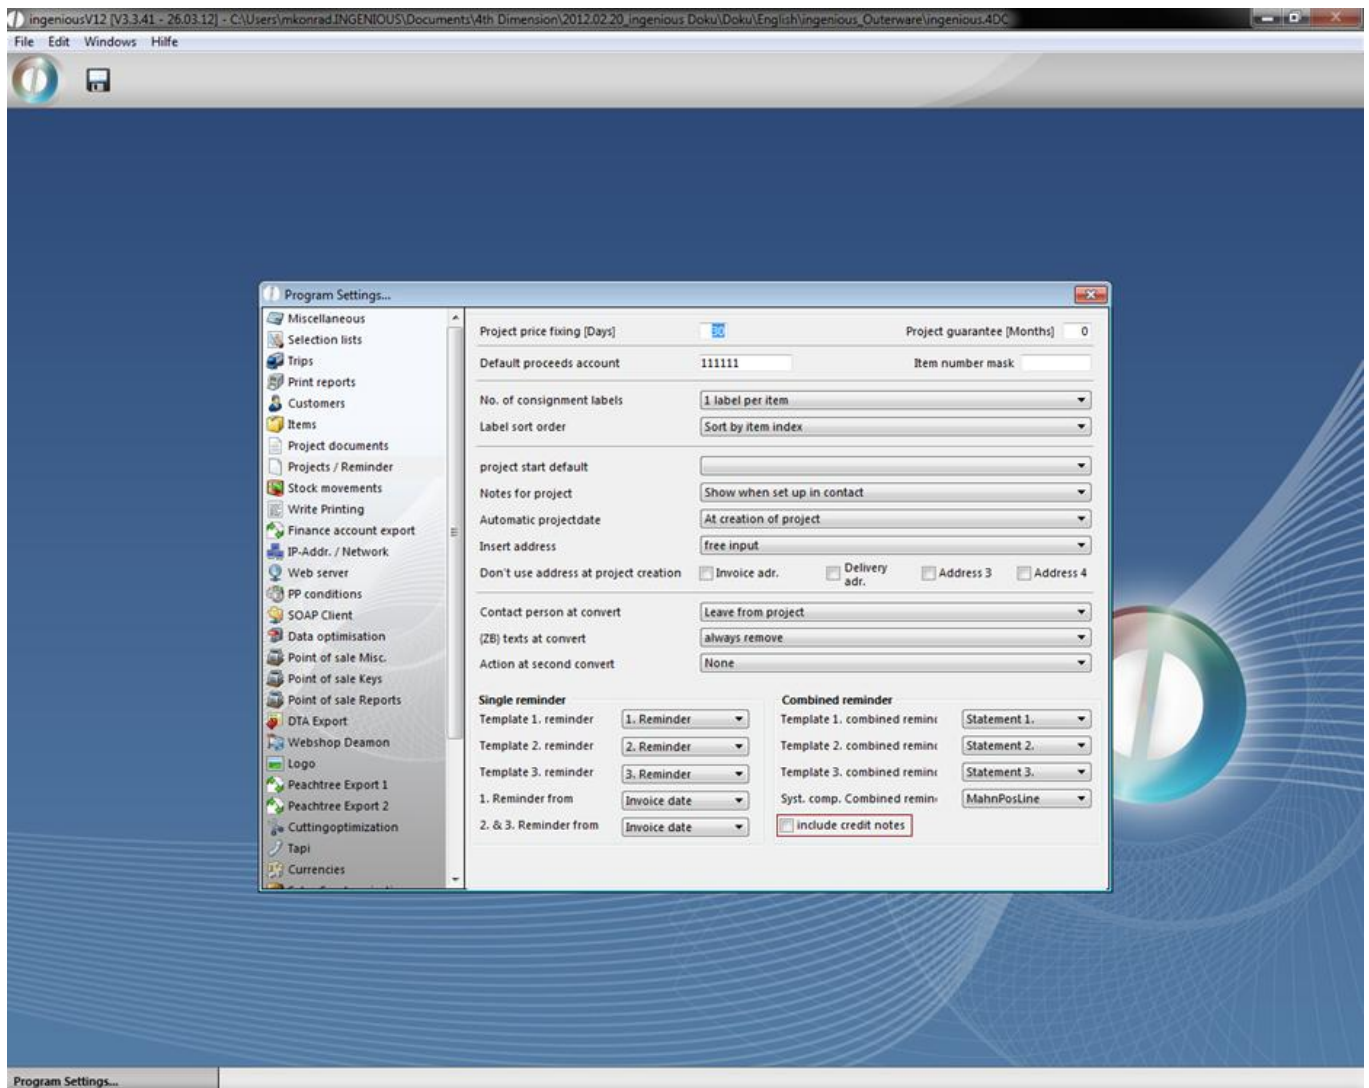 ingeniousV12 [V3.3.41 - 26.03.12] - C:\Users\mkonrad.INGENIOUS\Documents\4th Dimension\2012.02.20_ingenious Doku\Doku\English\ingenious_Outerware\ingenious.4DC
File Edit Windows Hilfe
Program Settings...
Miscellaneous
Selection lists
Trips
Print reports
Customers
Items
Project documents
Projects / Reminder
Stock movements
Write Printing
Finance account export
IP-Addr. / Network
Web server
PP conditions
SOAP Client
Data optimisation
Point of sale Misc.
Point of sale Keys
Point of sale Reports
DTA Export
Webshop Deamon
Logo
Peachtree Export 1
Peachtree Export 2
Cuttingoptimization
Tapi
Currencies
Project price fixing [Days] 30 Project guarantee [Months] 0
Default proceeds account 111111 Item number mask
No. of consignment labels 1 label per item
Label sort order Sort by item index
project start default
Notes for project Show when set up in contact
Automatic projectdate At creation of project
Insert address free input
Don't use address at project creation Invoice adr. Delivery adr. Address 3 Address 4
Contact person at convert Leave from project
{ZB} texts at convert always remove
Action at second convert None
Single reminder Combined reminder
Template 1. reminder 1. Reminder Template 1. combined remin Statement 1.
Template 2. reminder 2. Reminder Template 2. combined remin Statement 2.
Template 3. reminder 3. Reminder Template 3. combined remin Statement 3.
1. Reminder from Invoice date Syst. comp. Combined remin MahnPosLine
2. & 3. Reminder from Invoice date include credit notes
Program Settings...